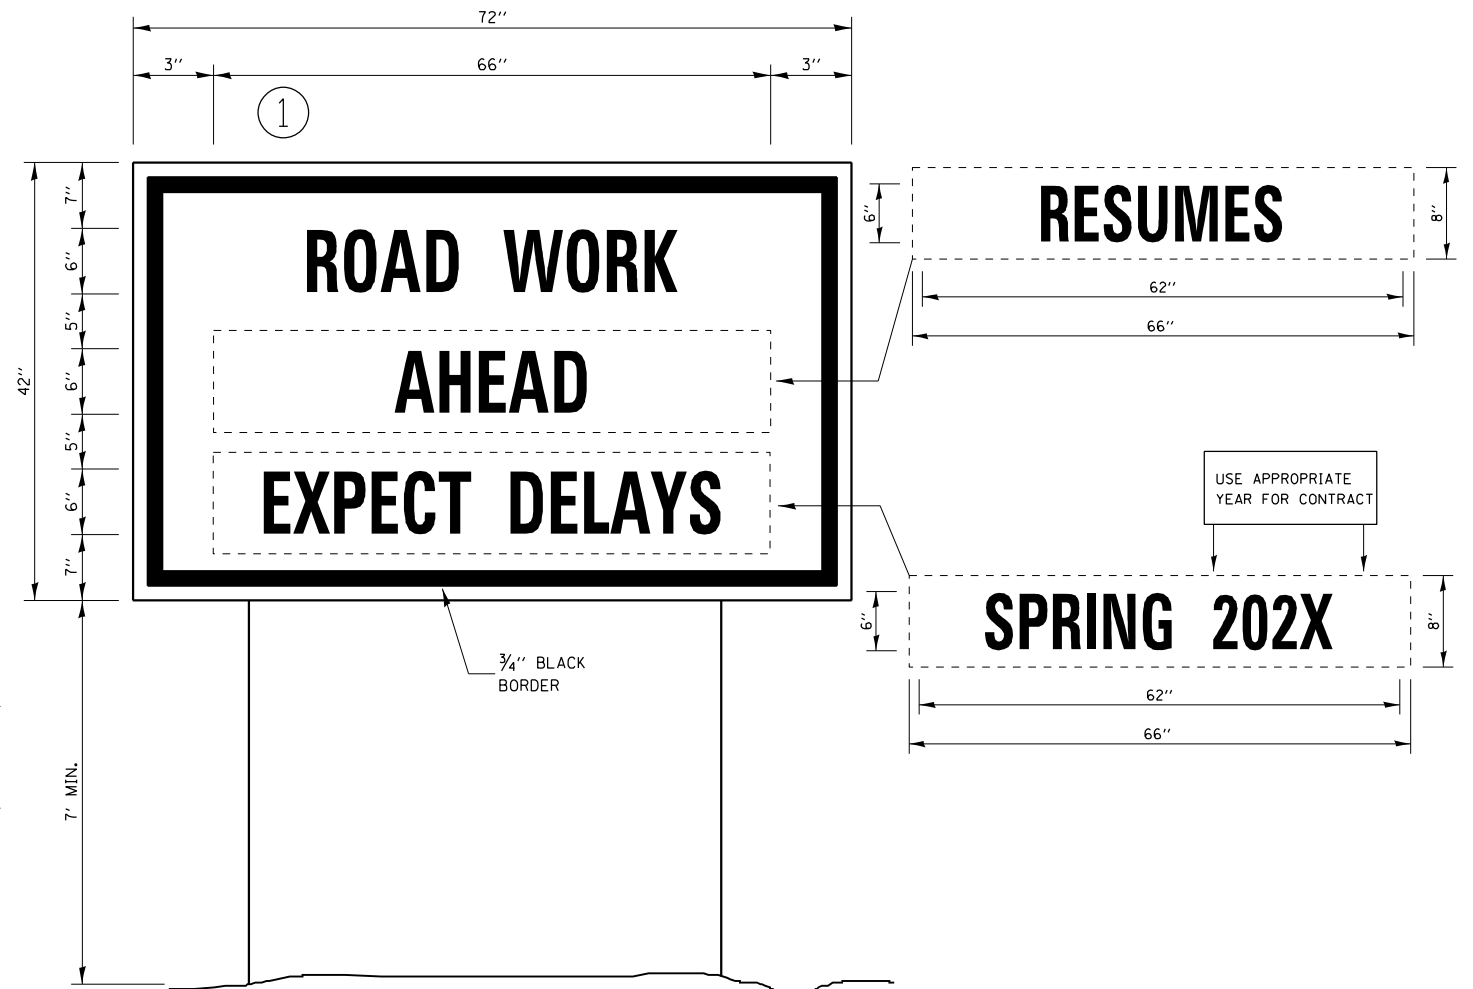 72''
3'' 66'' 3''
1
7''
6''
5''
6''
5''
6''
7''
42''
7' MIN.
ROAD WORK
AHEAD
EXPECT DELAYS
3/4'' BLACK
BORDER
6''
RESUMES
8''
62''
66''
USE APPROPRIATE
YEAR FOR CONTRACT
6''
SPRING 202X
8''
62''
66''